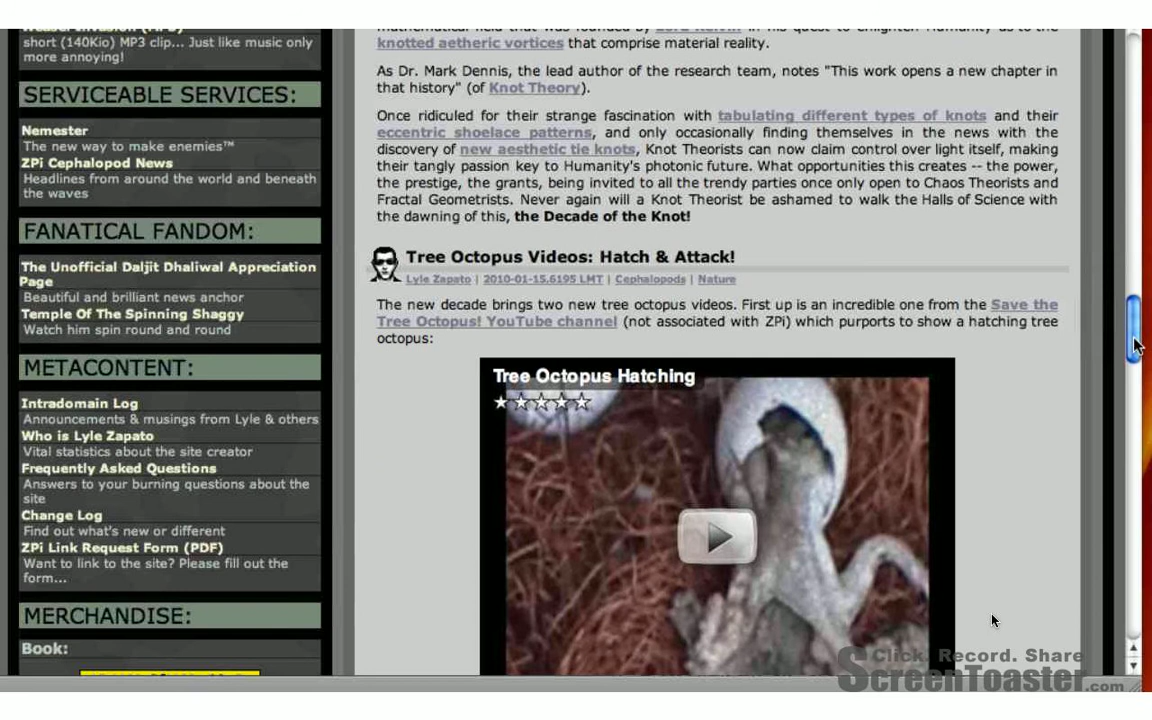 short (140Kio) MP3 clip... Just like music only
more annoying!
SERVICEABLE SERVICES:
Nemester
The new way to make enemies™
ZPi Cephalopod News
Headlines from around the world and beneath
the waves
FANATICAL FANDOM:
The Unofficial Daljit Dhaliwal Appreciation
Page
Beautiful and brilliant news anchor
Temple Of The Spinning Shaggy
Watch him spin round and round
METACONTENT:
Intradomain Log
Announcements & musings from Lyle & others
Who is Lyle Zapato
Vital statistics about the site creator
Frequently Asked Questions
Answers to your burning questions about the
site
Change Log
Find out what's new or different
ZPi Link Request Form (PDF)
Want to link to the site? Please fill out the
form...
MERCHANDISE:
Book:
knotted aetheric vortices that comprise material reality.
As Dr. Mark Dennis, the lead author of the research team, notes "This work opens a new chapter in
that history" (of Knot Theory).
Once ridiculed for their strange fascination with tabulating different types of knots and their
eccentric shoelace patterns, and only occasionally finding themselves in the news with the
discovery of new aesthetic tie knots, Knot Theorists can now claim control over light itself, making
their tangly passion key to Humanity's photonic future. What opportunities this creates -- the power,
the prestige, the grants, being invited to all the trendy parties once only open to Chaos Theorists and
Fractal Geometrists. Never again will a Knot Theorist be ashamed to walk the Halls of Science with
the dawning of this, the Decade of the Knot!
Tree Octopus Videos: Hatch & Attack!
Lyle Zapato | 2010-01-15.6195 LMT | Cephalopods | Nature
The new decade brings two new tree octopus videos. First up is an incredible one from the Save the
Tree Octopus! YouTube channel (not associated with ZPi) which purports to show a hatching tree
octopus:
Tree Octopus Hatching
Click. Record. Share
ScreenToaster.com